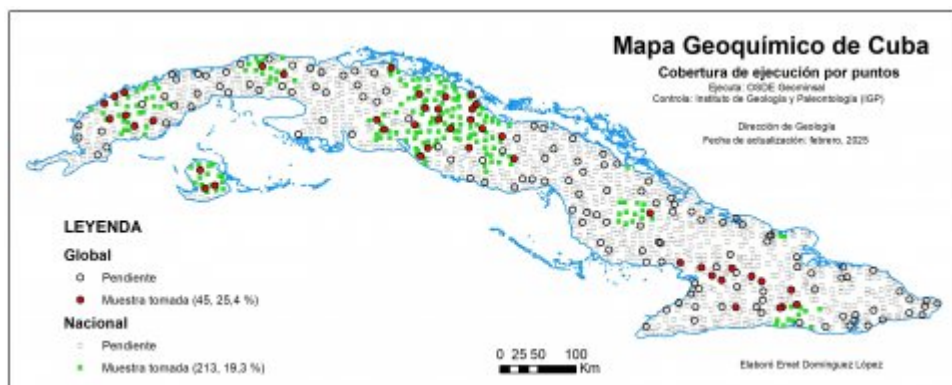 Mapa Geoquímico de Cuba
Cobertura de ejecución por puntos
Ejecuta: OSDE Geominsal
Controla: Instituto de Geología y Paleontología (IGP)
Dirección de Geología
Fecha de actualización: febrero, 2025
LEYENDA
Global
Pendiente
Muestra tomada (45, 25,4 %)
Nacional
Pendiente
Muestra tomada (213, 19,3 %)
0 25 50 100
Km
Elaboró Ernet Domínguez López